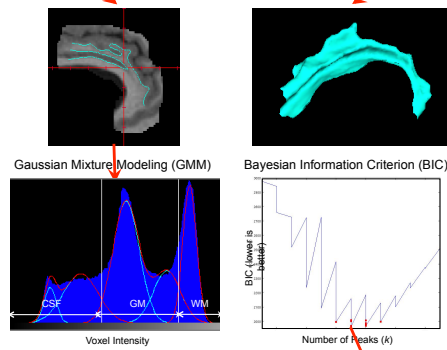 Gaussian Mixture Modeling (GMM)
Bayesian Information Criterion (BIC)
CSF
GM
WM
Voxel Intensity
BIC (lower is
better)
Number of Peaks (k)